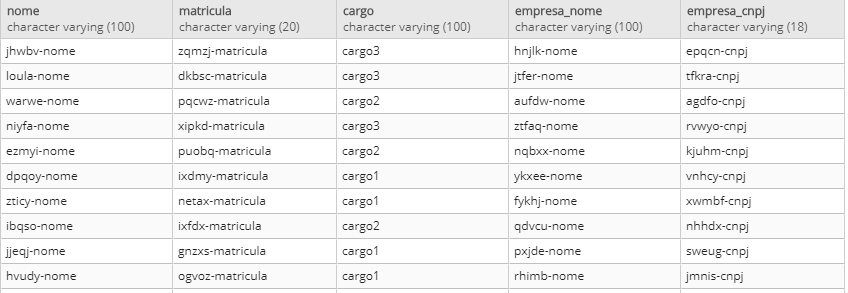 nome matricula cargo empresa_nome empresa_cnpj
character varying (100) character varying (20) character varying (100) character varying (100) character varying (18)
jhwbv-nome zqmzj-matricula cargo3 hnjlk-nome epqcn-cnpj
loula-nome dkbsc-matricula cargo3 jtfer-nome tfkra-cnpj
warwe-nome pqcwz-matricula cargo2 aufdw-nome agdfo-cnpj
niyfa-nome xipkd-matricula cargo3 ztfaq-nome rvwyo-cnpj
ezmyi-nome puobq-matricula cargo2 nqbxx-nome kjuhm-cnpj
dpqoy-nome ixdmy-matricula cargo1 ykxee-nome vnhcy-cnpj
zticy-nome netax-matricula cargo1 fykhj-nome xwmbf-cnpj
ibqso-nome ixfdx-matricula cargo2 qdvcu-nome nhhdx-cnpj
jjeqj-nome gnzxs-matricula cargo1 pxjde-nome sweug-cnpj
hvudy-nome ogvoz-matricula cargo1 rhimb-nome jmnis-cnpj